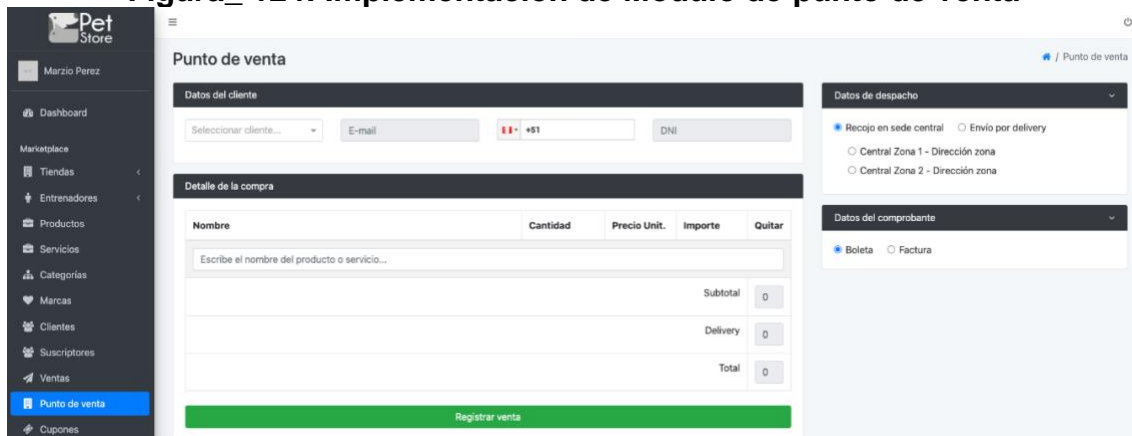 Figura_ 124. Implementación de Módulo de punto de venta
Pet
Store
Marzio Perez
Dashboard
Marketplace
Tiendas
Entrenadores
Productos
Servicios
Categorías
Marcas
Clientes
Suscriptores
Ventas
Punto de venta
Cupones
Punto de venta
/ Punto de venta
Datos del cliente
Seleccionar cliente... E-mail +51 DNI
Detalle de la compra
Nombre Cantidad Precio Unit. Importe Quitar
Escribe el nombre del producto o servicio...
Subtotal 0
Delivery 0
Total 0
Registrar venta
Datos de despacho
Recojo en sede central Envío por delivery
Central Zona 1 - Dirección zona
Central Zona 2 - Dirección zona
Datos del comprobante
Boleta Factura